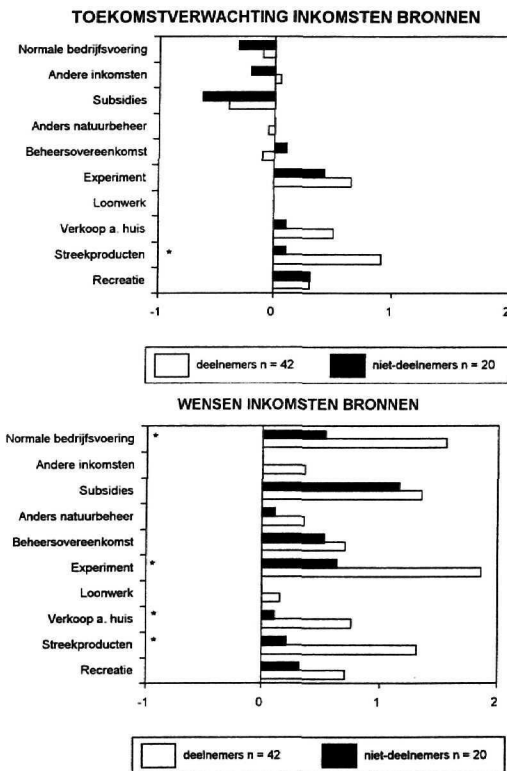 TOEKOMSTVERWACHTING INKOMSTEN BRONNEN
Normale bedrijfsvoering
Andere inkomsten
Subsidies
Anders natuurbeheer
Beheersovereenkomst
Experiment
Loonwerk
Verkoop a. huis
Streekproducten *
Recreatie
-1 0 1 2
deelnemers n = 42 niet-deelnemers n = 20
WENSEN INKOMSTEN BRONNEN
Normale bedrijfsvoering *
Andere inkomsten
Subsidies
Anders natuurbeheer
Beheersovereenkomst
Experiment *
Loonwerk
Verkoop a. huis *
Streekproducten *
Recreatie
-1 0 1 2
deelnemers n = 42 niet-deelnemers n = 20